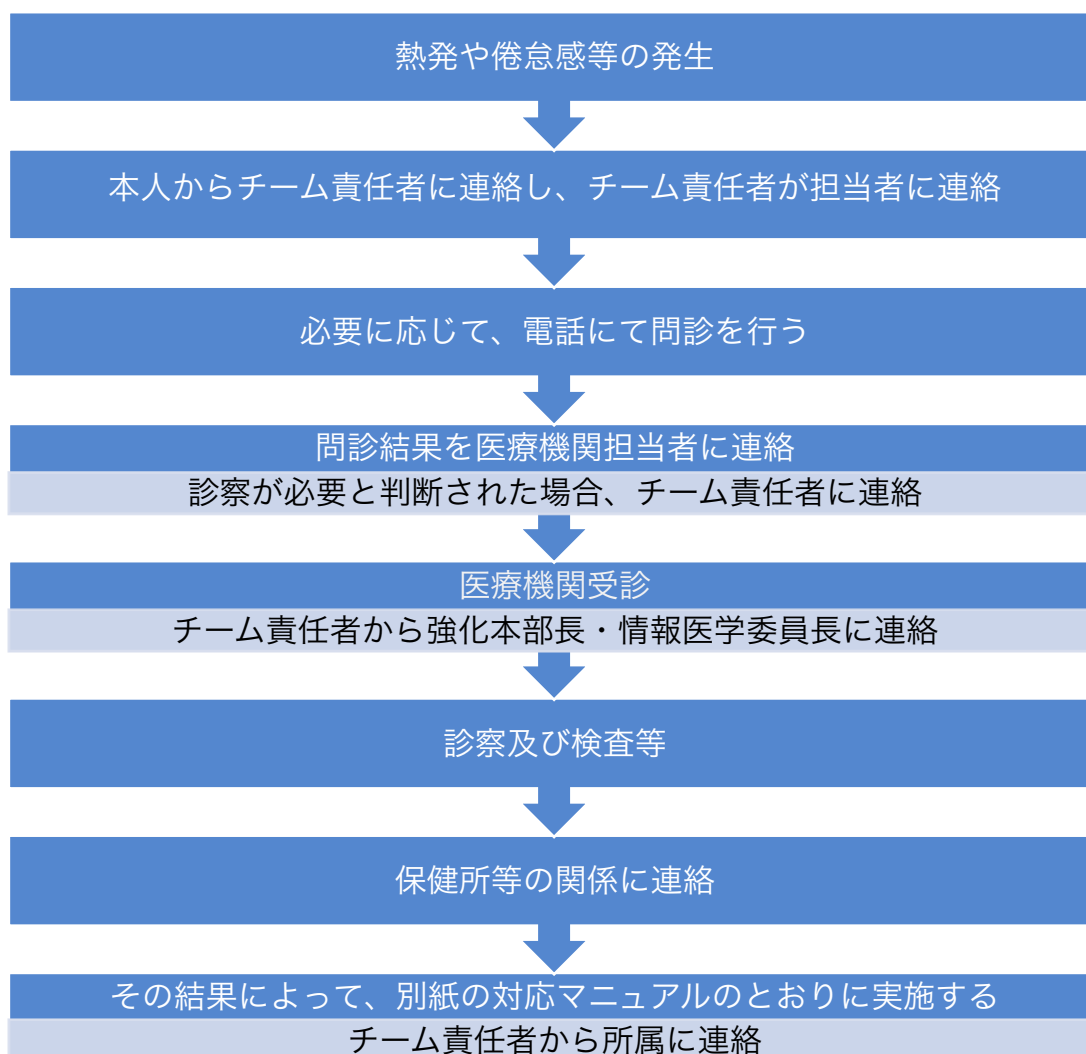 熱発や倦怠感等の発生
本人からチーム責任者に連絡し、チーム責任者が担当者に連絡
必要に応じて、電話にて問診を行う
問診結果を医療機関担当者に連絡
診察が必要と判断された場合、チーム責任者に連絡
医療機関受診
チーム責任者から強化本部長・情報医学委員長に連絡
診察及び検査等
保健所等の関係に連絡
その結果によって、別紙の対応マニュアルのとおりに実施する
チーム責任者から所属に連絡